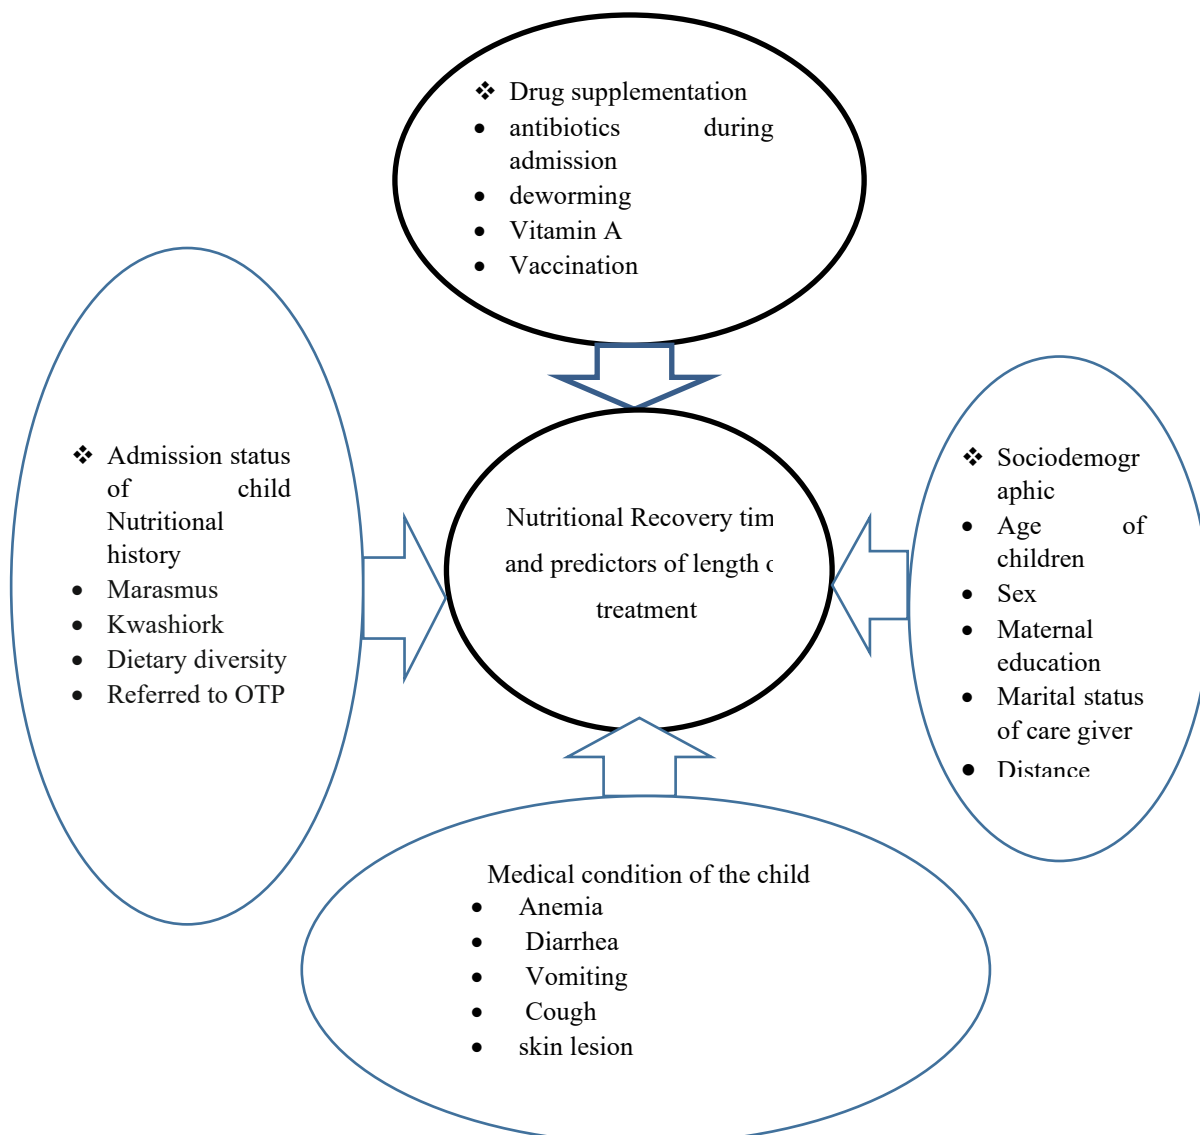 ❖ Drug supplementation
• antibiotics during
admission
• deworming
• Vitamin A
• Vaccination
❖ Admission status
of child
Nutritional
history
• Marasmus
• Kwashiork
• Dietary diversity
• Referred to OTP
Nutritional Recovery tim
and predictors of length
treatment
❖ Sociodemogr
aphic
• Age of
children
• Sex
• Maternal
education
• Marital status
of care giver
• Distance
Medical condition of the child
• Anemia
• Diarrhea
• Vomiting
• Cough
• skin lesion